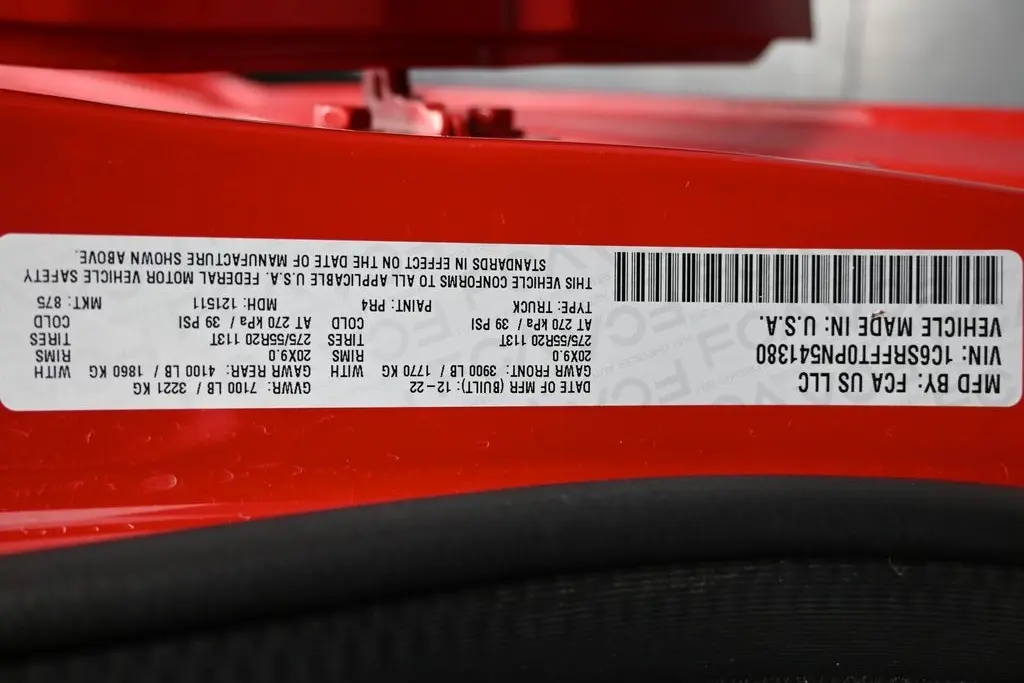 MFD BY: FCA US LLC
VIN: 1C6SRFFT0PN541380
VEHICLE MADE IN: U.S.A.
DATE OF MFR (BUILT): 12-22 GVWR: 7100 LB / 3221 KG
GAWR FRONT: 3900 LB / 1770 KG WITH GAWR REAR: 4100 LB / 1860 KG WITH
20X9.0 RIMS 20X9.0 RIMS
275/55R20 113T TIRES 275/55R20 113T TIRES
AT 270 kPa / 39 PSI COLD AT 270 kPa / 39 PSI COLD
TYPE: TRUCK PAINT: PR4 MDH: 121511 MKT: 875
THIS VEHICLE CONFORMS TO ALL APPLICABLE U.S.A. FEDERAL MOTOR VEHICLE SAFETY
STANDARDS IN EFFECT ON THE DATE OF MANUFACTURE SHOWN ABOVE.